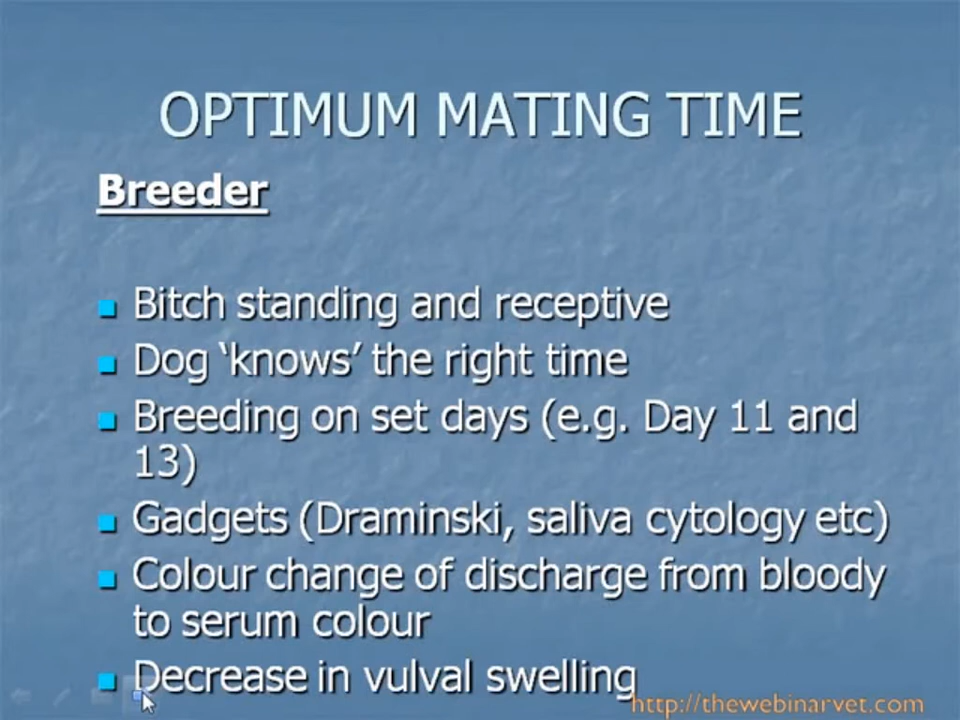 OPTIMUM MATING TIME
Breeder
Bitch standing and receptive
Dog ‘knows’ the right time
Breeding on set days (e.g. Day 11 and
13)
Gadgets (Draminski, saliva cytology etc)
Colour change of discharge from bloody
to serum colour
Decrease in vulval swelling
http://thewebinarvet.com